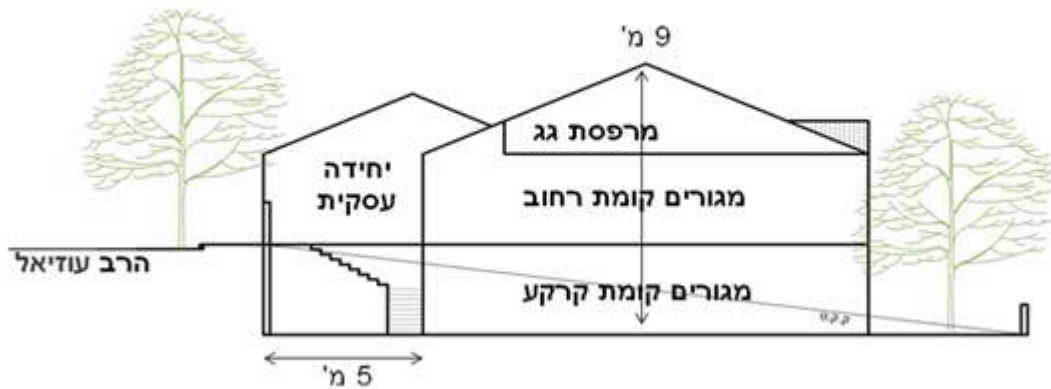 9 מ'
מרפסת גג
יחידה
עסקית
מגורים קומת רחוב
הרב עוזיאל
מגורים קומת קרקע
ק.ק.ט
5 מ'